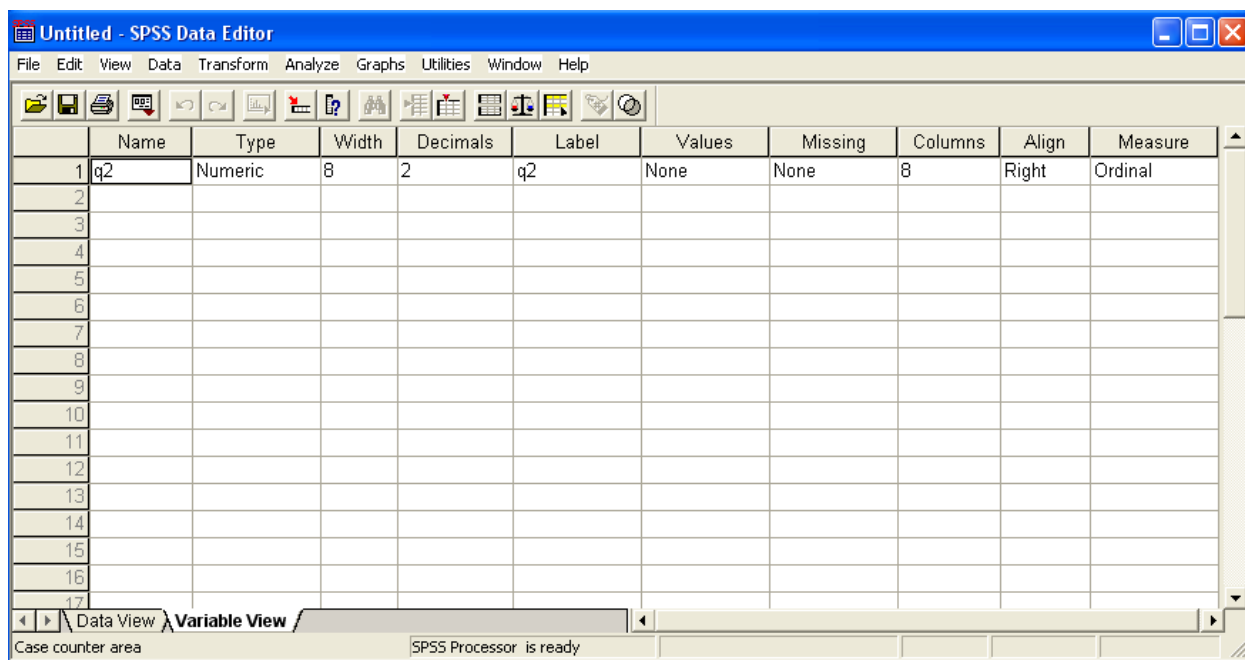 Untitled - SPSS Data Editor
File Edit View Data Transform Analyze Graphs Utilities Window Help
Name Type Width Decimals Label Values Missing Columns Align Measure
1 q2 Numeric 8 2 q2 None None 8 Right Ordinal
2
3
4
5
6
7
8
9
10
11
12
13
14
15
16
17
Data View Variable View
Case counter area SPSS Processor is ready